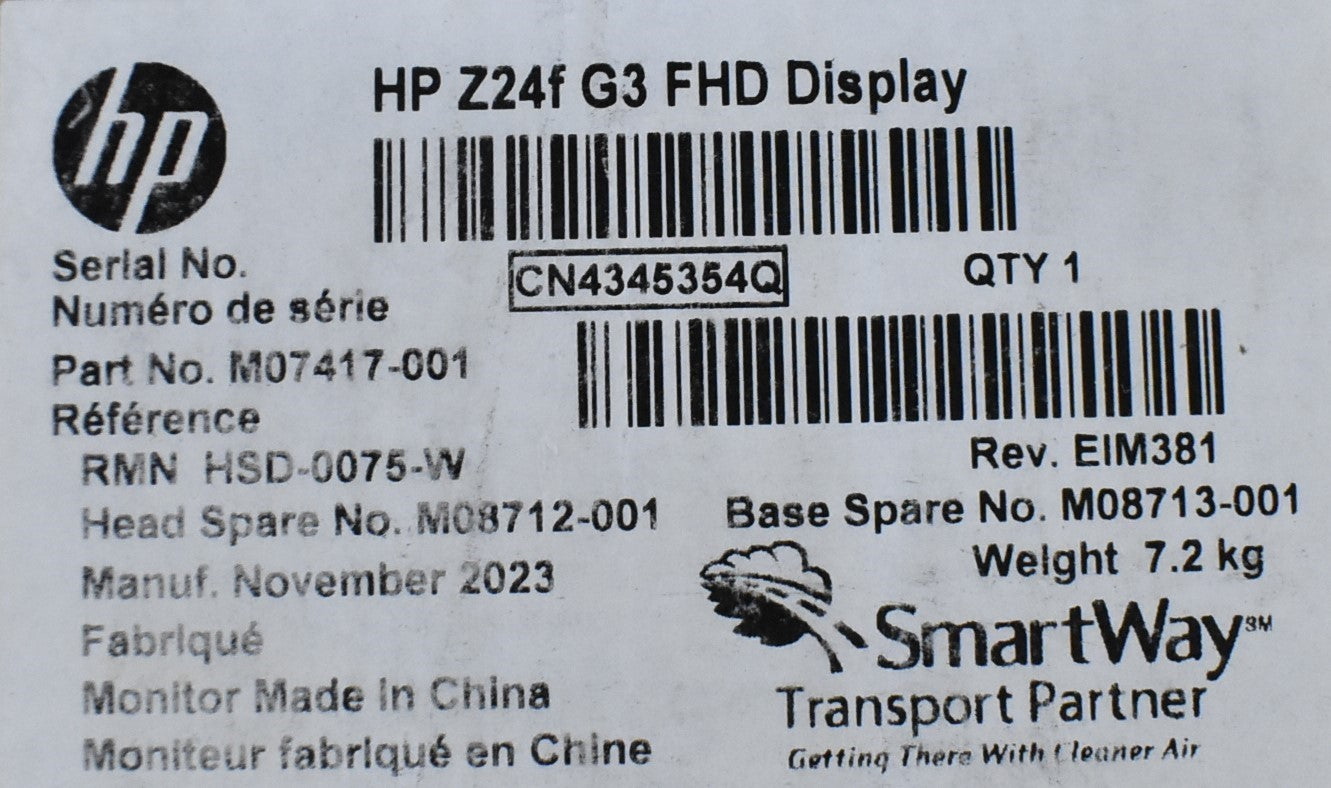 hp
HP Z24f G3 FHD Display
Serial No.
Numéro de série
CN4345354Q
QTY 1
Part No. M07417-001
Référence
RMN HSD-0075-W
Rev. EIM381
Head Spare No. M08712-001
Base Spare No. M08713-001
Manuf. November 2023
Weight 7.2 kg
Fabriqué
SmartWay SM
Monitor Made in China
Transport Partner
Moniteur fabriqué en Chine
Getting There With Cleaner Air